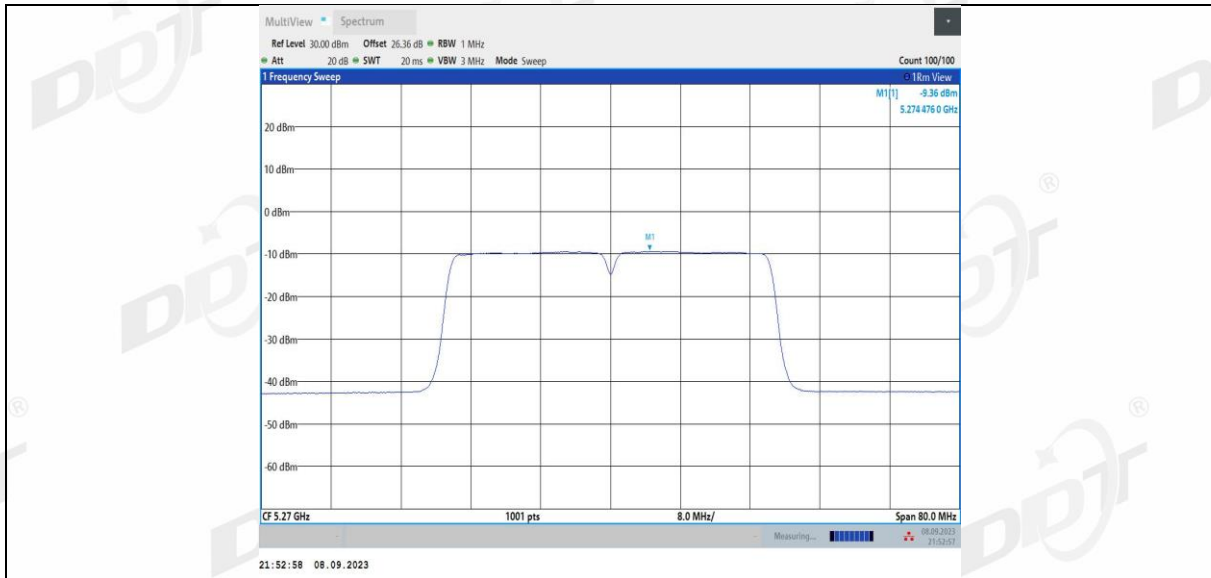 MultiView Spectrum
Ref Level 30.00 dBm Offset 26.36 dB RBW 1 MHz
Att 20 dB SWT 20 ms VBW 3 MHz Mode Sweep Count 100/100
1 Frequency Sweep 1Rm View
M1[1] -9.36 dBm
5.274 476 0 GHz
20 dBm
10 dBm
0 dBm
M1
-10 dBm
-20 dBm
-30 dBm
-40 dBm
-50 dBm
-60 dBm
CF 5.27 GHz 1001 pts 8.0 MHz/ Span 80.0 MHz
Measuring... 08.09.2023
21:52:57
21:52:58 08.09.2023
DDT
®
DDT
®
DDT
®